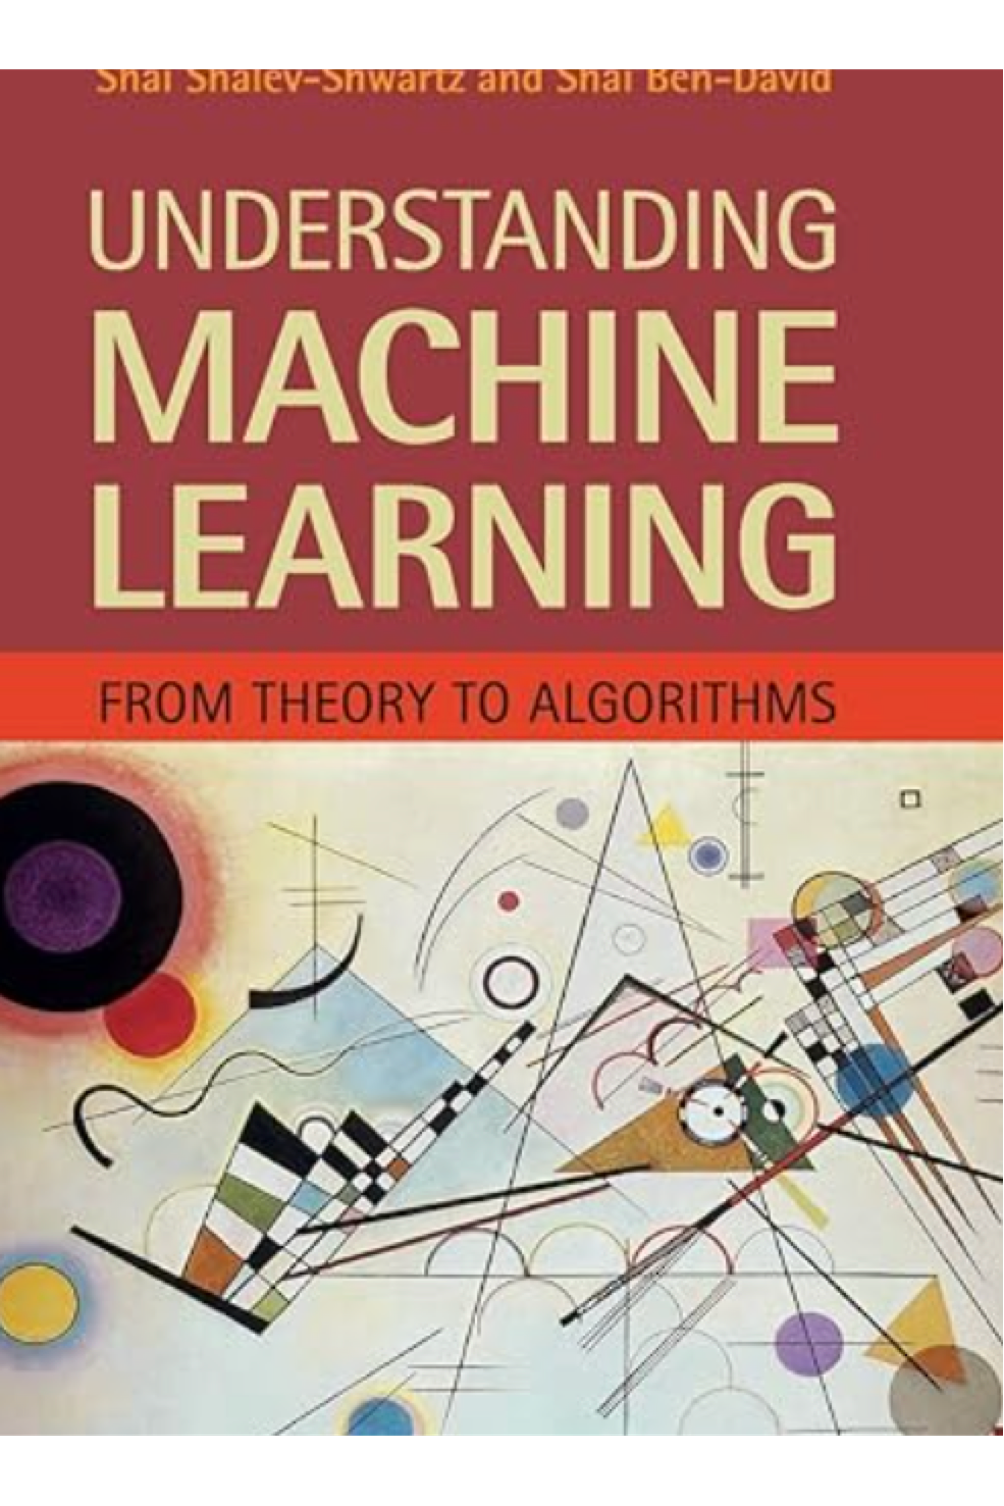 Shai Shalev-Shwartz and Shai Ben-David
UNDERSTANDING
MACHINE
LEARNING
FROM THEORY TO ALGORITHMS